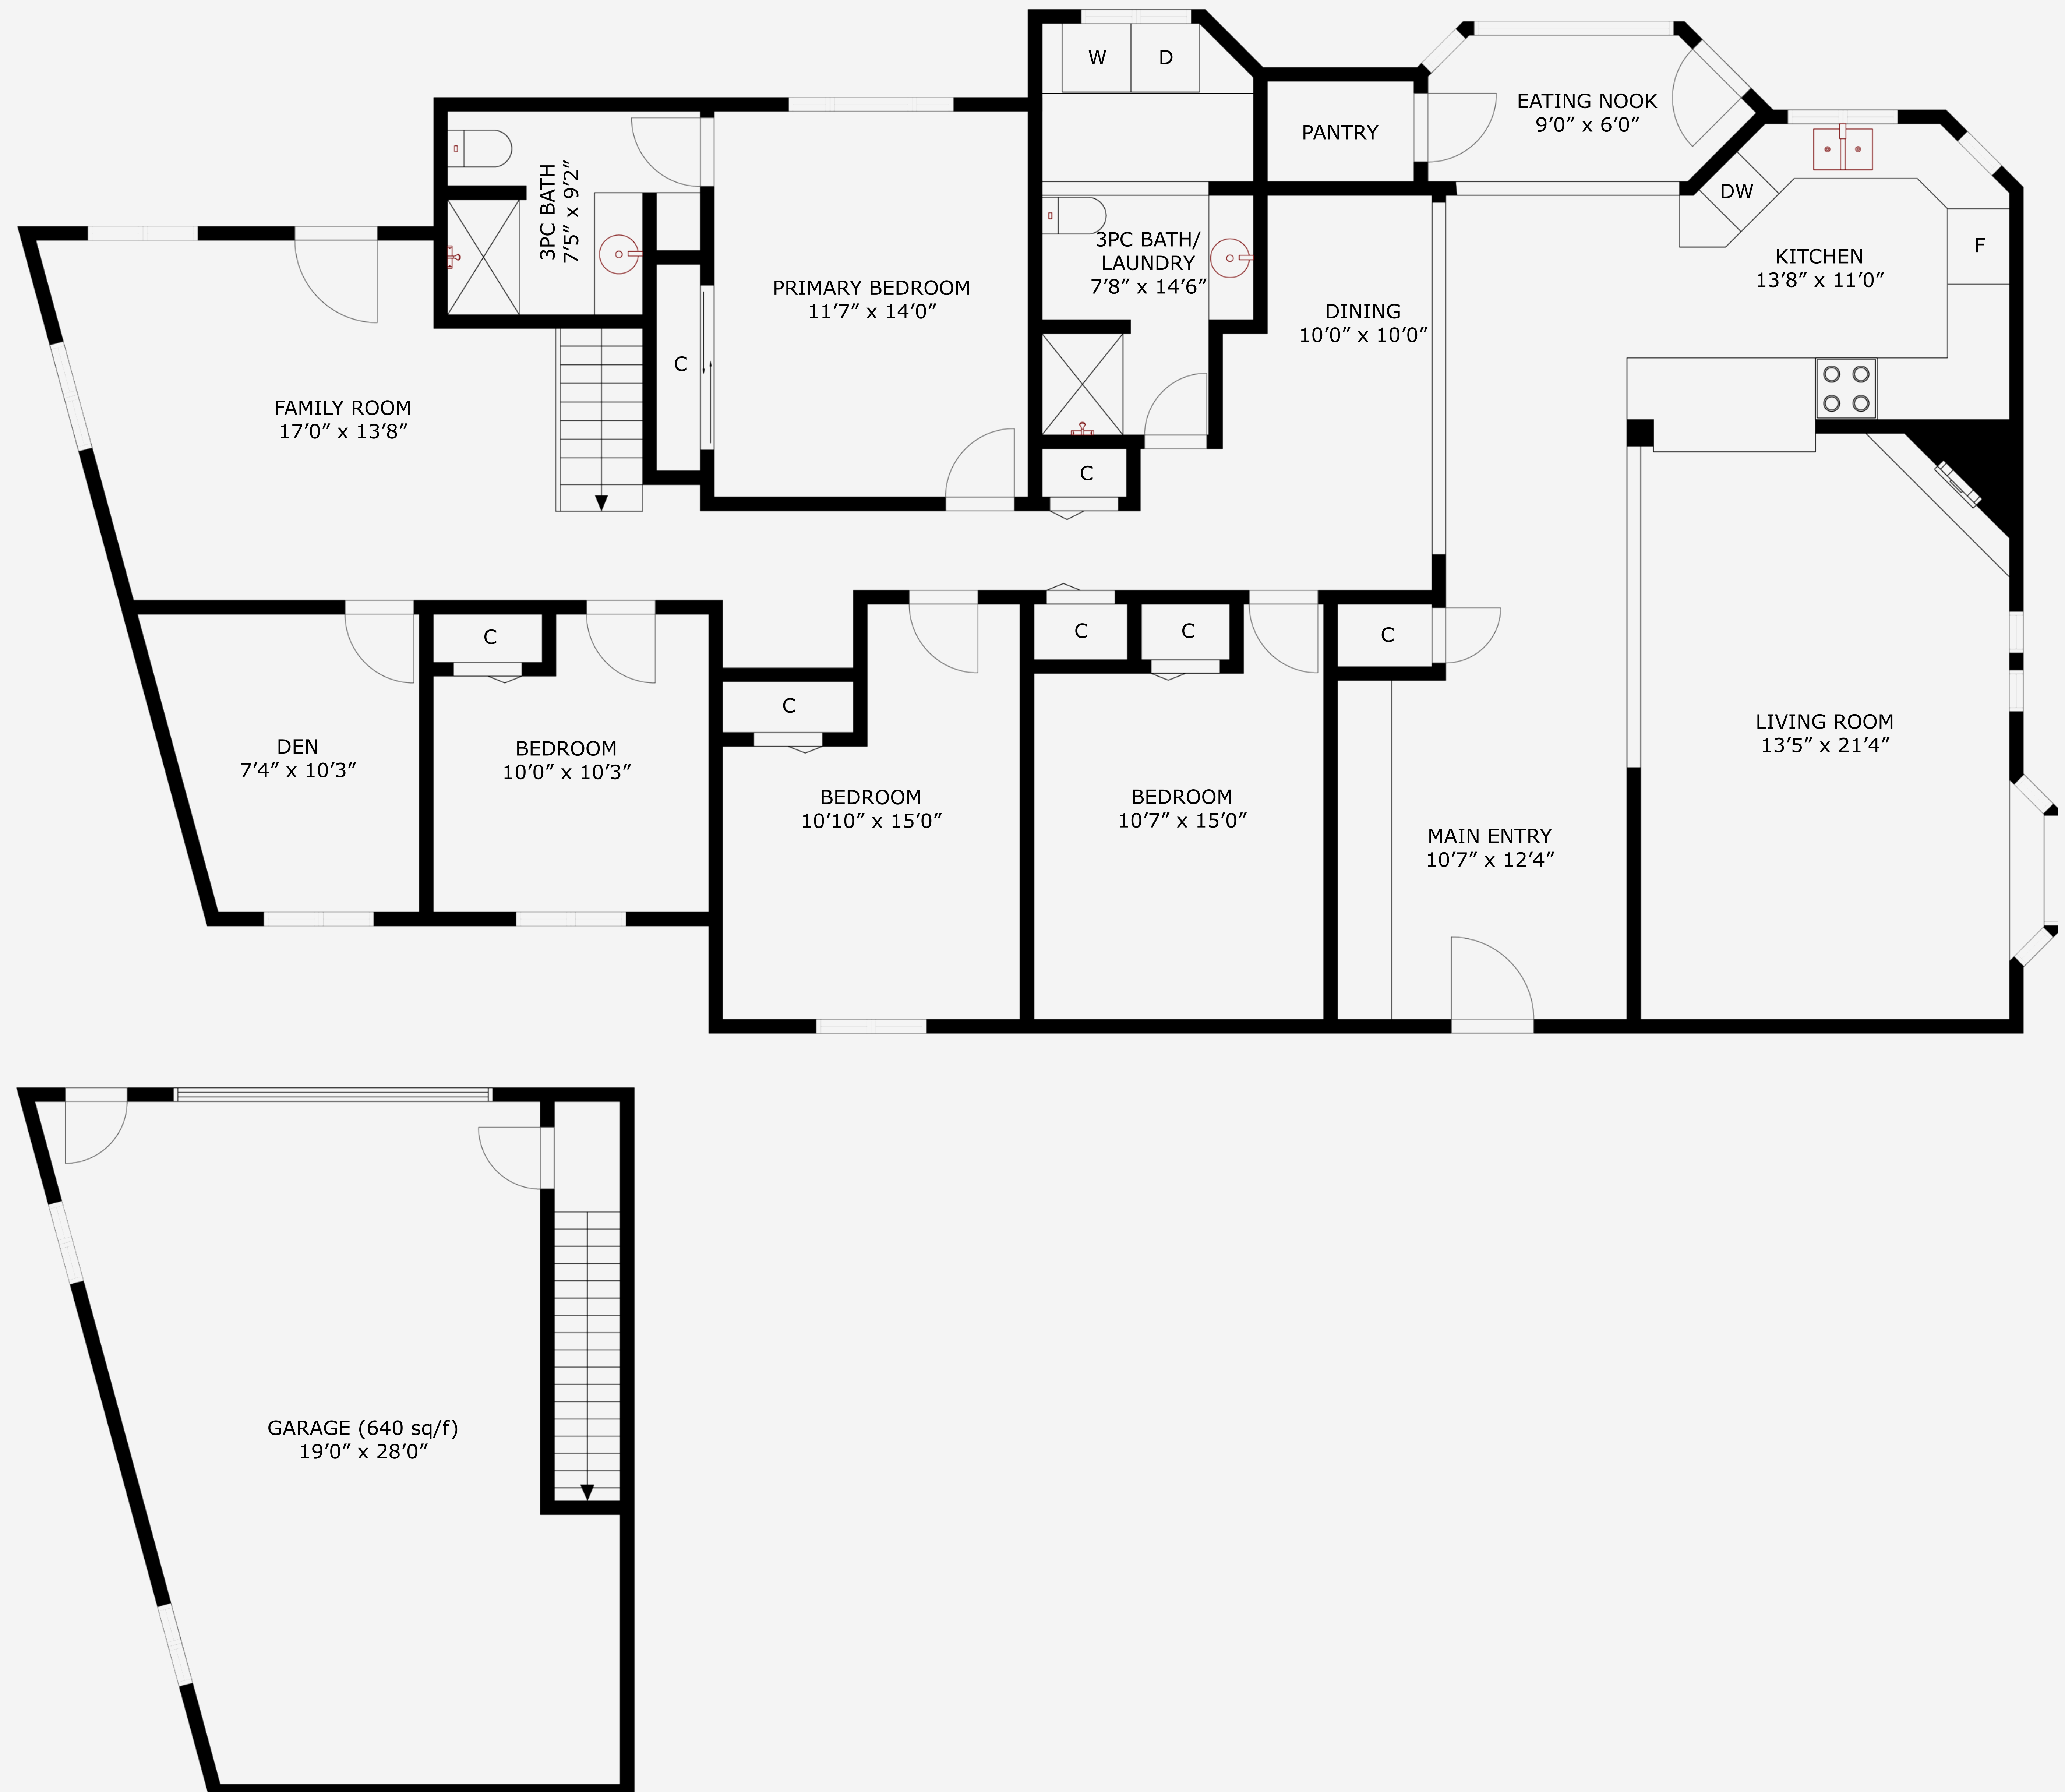 W
D
EATING NOOK
9’0” x 6’0”
PANTRY
3PC BATH
7’5” x 9’2”
DW
3PC BATH/
LAUNDRY
7’8” x 14’6”
F
KITCHEN
13’8” x 11’0”
PRIMARY BEDROOM
11’7” x 14’0”
DINING
10’0” x 10’0”
C
FAMILY ROOM
17’0” x 13’8”
C
C
C
C
C
C
LIVING ROOM
13’5” x 21’4”
DEN
7’4” x 10’3”
BEDROOM
10’0” x 10’3”
BEDROOM
10’10” x 15’0”
BEDROOM
10’7” x 15’0”
MAIN ENTRY
10’7” x 12’4”
GARAGE (640 sq/f)
19’0” x 28’0”